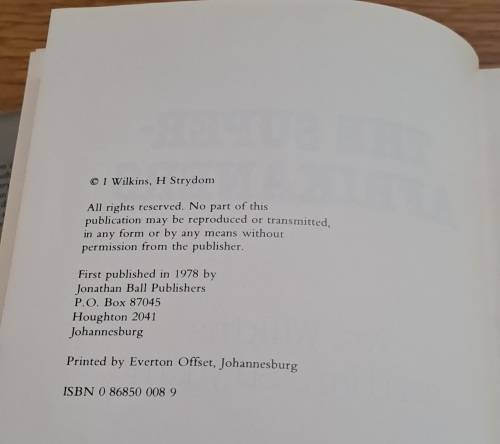 © I Wilkins, H Strydom
All rights reserved. No part of this
publication may be reproduced or transmitted,
in any form or by any means without
permission from the publisher.
First published in 1978 by
Jonathan Ball Publishers
P.O. Box 87045
Houghton 2041
Johannesburg
Printed by Everton Offset, Johannesburg
ISBN 0 86850 008 9